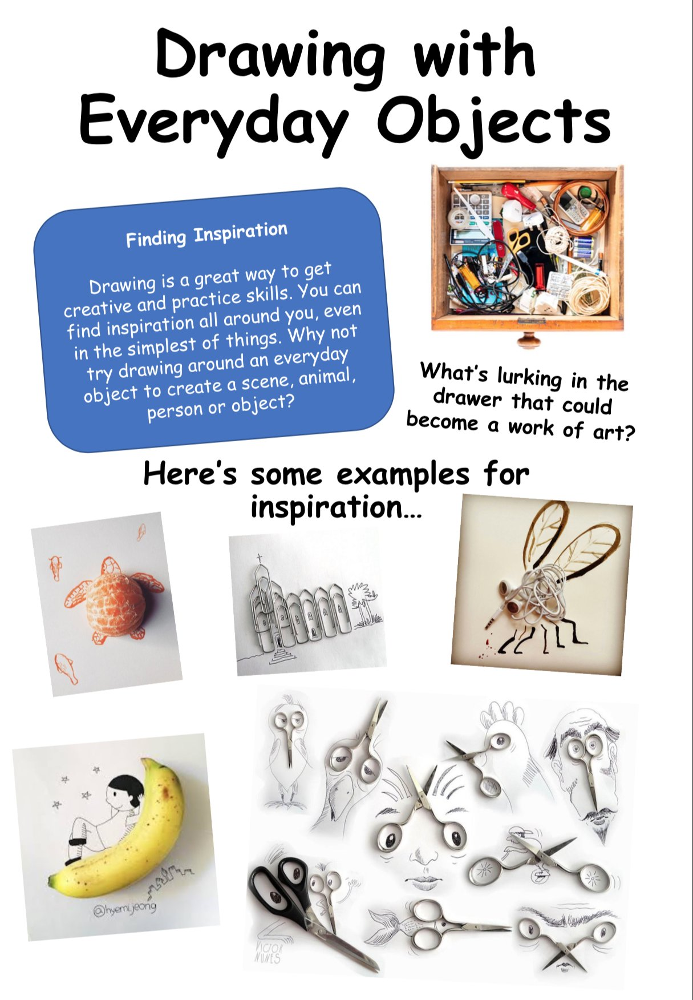 Drawing with
Everyday Objects
Finding Inspiration
Drawing is a great way to get
creative and practice skills. You can
find inspiration all around you, even
in the simplest of things. Why not
try drawing around an everyday
object to create a scene, animal,
person or object?
What's lurking in the
drawer that could
become a work of art?
Here's some examples for
inspiration...
@hyemijeong
VICTOR
NUNES